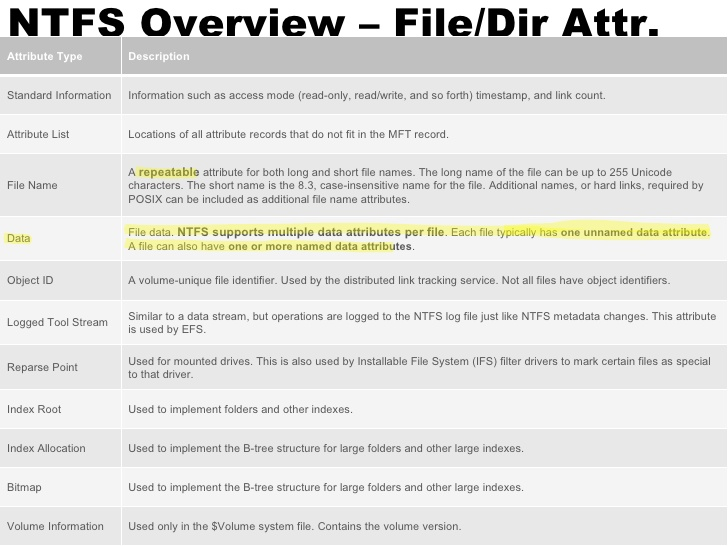 NTFS Overview – File/Dir Attr.
Attribute Type
Description
Standard Information
Information such as access mode (read-only, read/write, and so forth) timestamp, and link count.
Attribute List
Locations of all attribute records that do not fit in the MFT record.
File Name
A repeatable attribute for both long and short file names. The long name of the file can be up to 255 Unicode
characters. The short name is the 8.3, case-insensitive name for the file. Additional names, or hard links, required by
POSIX can be included as additional file name attributes.
Data
File data. NTFS supports multiple data attributes per file. Each file typically has one unnamed data attribute.
A file can also have one or more named data attributes.
Object ID
A volume-unique file identifier. Used by the distributed link tracking service. Not all files have object identifiers.
Logged Tool Stream
Similar to a data stream, but operations are logged to the NTFS log file just like NTFS metadata changes. This attribute
is used by EFS.
Reparse Point
Used for mounted drives. This is also used by Installable File System (IFS) filter drivers to mark certain files as special
to that driver.
Index Root
Used to implement folders and other indexes.
Index Allocation
Used to implement the B-tree structure for large folders and other large indexes.
Bitmap
Used to implement the B-tree structure for large folders and other large indexes.
Volume Information
Used only in the $Volume system file. Contains the volume version.